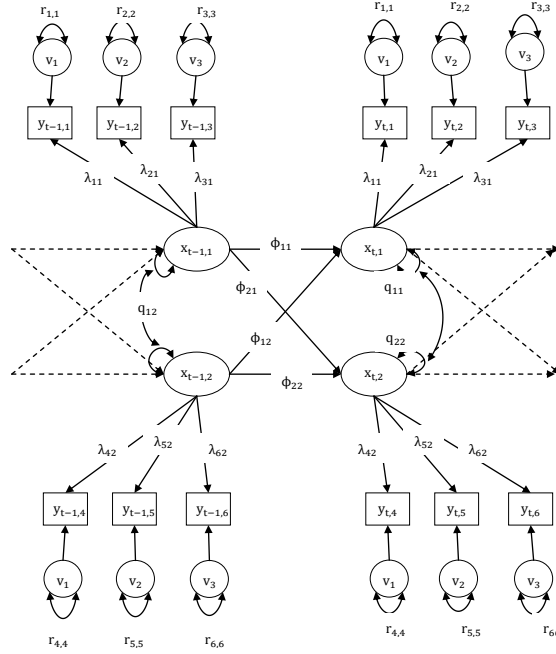 r₁,₁ r₂,₂ r₃,₃ r₁,₁ r₂,₂ r₃,₃
v₁ v₂ v₃ v₁ v₂ v₃
yₜ₋₁,₁ yₜ₋₁,₂ yₜ₋₁,₃ yₜ,₁ yₜ,₂ yₜ,₃
λ₁₁ λ₂₁ λ₃₁ λ₁₁ λ₂₁ λ₃₁
xₜ₋₁,₁ ϕ₁₁ xₜ,₁
ϕ₂₁ q₁₁
q₁₂ ϕ₁₂ q₂₂
xₜ₋₁,₂ ϕ₂₂ xₜ,₂
λ₄₂ λ₅₂ λ₆₂ λ₄₂ λ₅₂ λ₆₂
yₜ₋₁,₄ yₜ₋₁,₅ yₜ₋₁,₆ yₜ,₄ yₜ,₅ yₜ,₆
v₁ v₂ v₃ v₁ v₂ v₃
r₄,₄ r₅,₅ r₆,₆ r₄,₄ r₅,₅